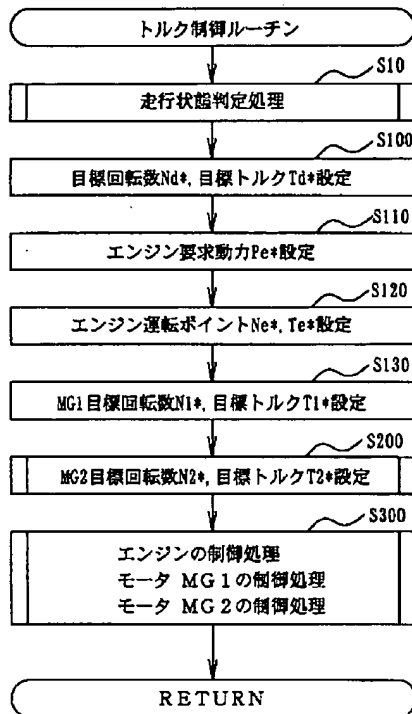 トルク制御ルーチン
S10
走行状態判定処理
S100
目標回転数Nd*,目標トルクTd*設定
S110
エンジン要求動力Pe*設定
S120
エンジン運転ポイントNe*,Te*設定
S130
MG1目標回転数N1*,目標トルクT1*設定
S200
MG2目標回転数N2*,目標トルクT2*設定
S300
エンジンの制御処理
モータ MG1の制御処理
モータ MG2の制御処理
RETURN